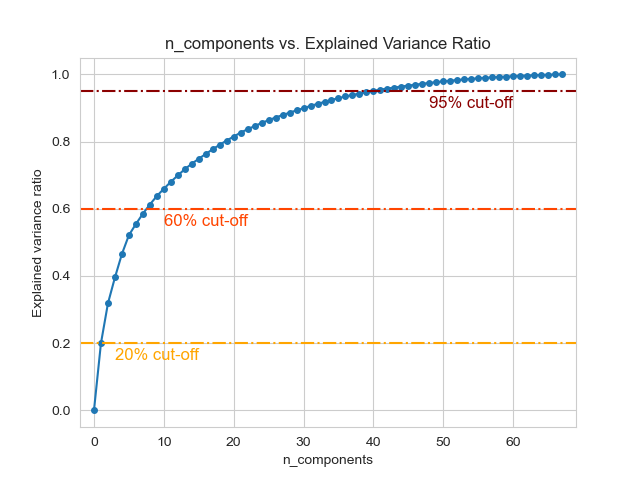 n_components vs. Explained Variance Ratio
1.0
95% cut-off
0.8
0.6
60% cut-off
0.4
0.2
20% cut-off
0.0
Explained variance ratio
0 10 20 30 40 50 60
n_components